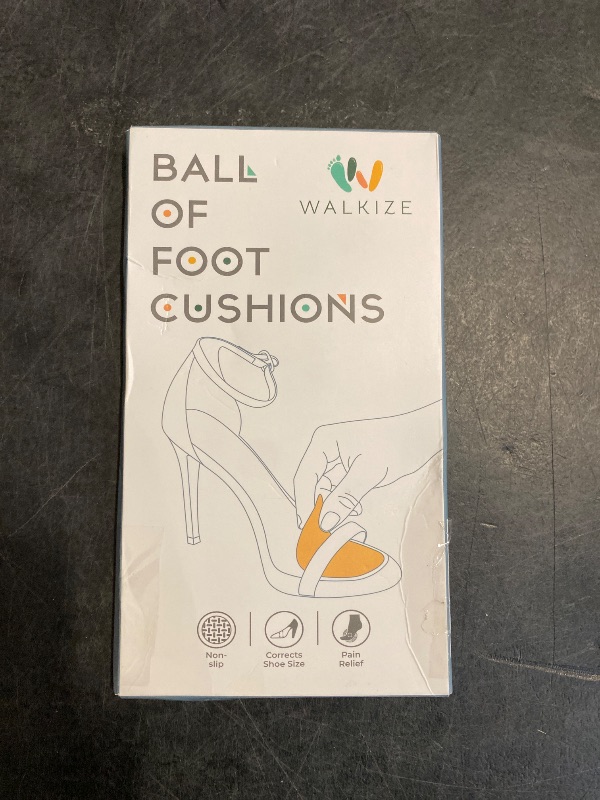 BALL
OF
FOOT
CUSHIONS
WALKIZE
Non-
slip
Corrects
Shoe Size
Pain
Relief